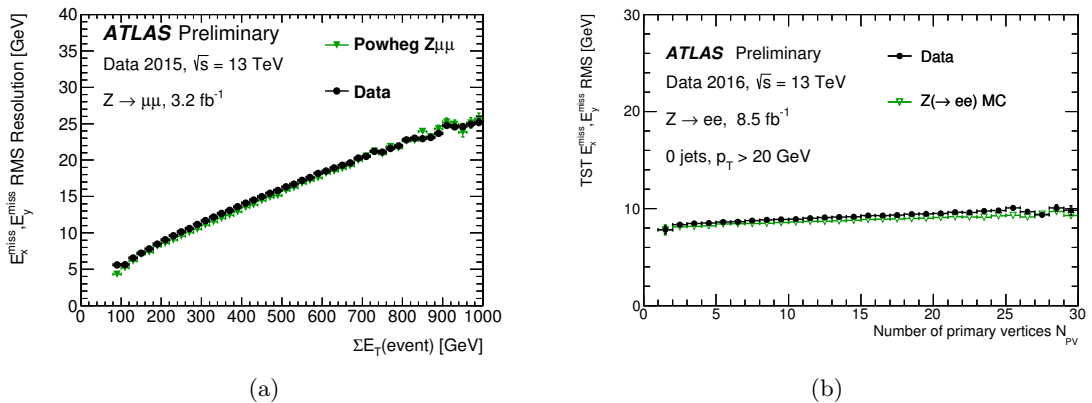 E_x^miss,E_y^miss RMS Resolution [GeV]
40
35
30
25
20
15
10
5
0
ATLAS Preliminary
Data 2015, √s = 13 TeV
Z → μμ, 3.2 fb⁻¹
Powheg Zμμ
Data
0 100 200 300 400 500 600 700 800 900 1000
ΣE_T(event) [GeV]
(a)
TST E_x^miss,E_y^miss RMS [GeV]
30
20
10
0
ATLAS Preliminary
Data 2016, √s = 13 TeV
Z → ee, 8.5 fb⁻¹
0 jets, p_T > 20 GeV
Data
Z(→ ee) MC
0 5 10 15 20 25 30
Number of primary vertices N_PV
(b)